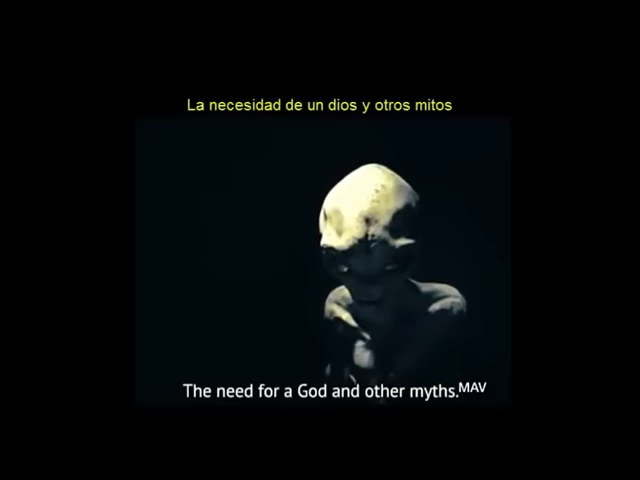 La necesidad de un dios y otros mitos
The need for a God and other myths.MAV